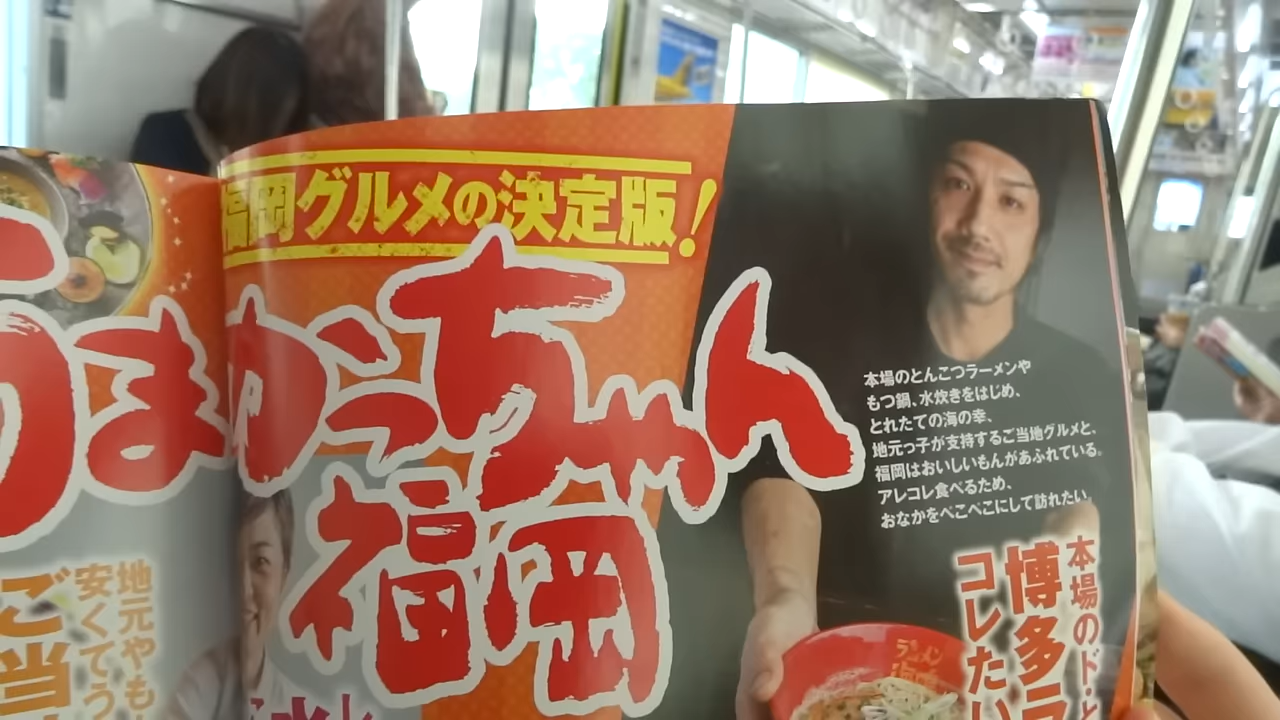 福岡グルメの決定版!
うまかっちゃん
福岡
本場のとんこつラーメンや
もつ鍋、水炊きをはじめ、
とれたての海の幸、
地元っ子が支持するご当地グルメと、
福岡はおいしいもんがあふれている。
アレコレ食べるため、
おなかをぺこぺこにして訪れたい。
本場のド・
博多
コレたい
ラーメン
地元やも
安くてう
ご当